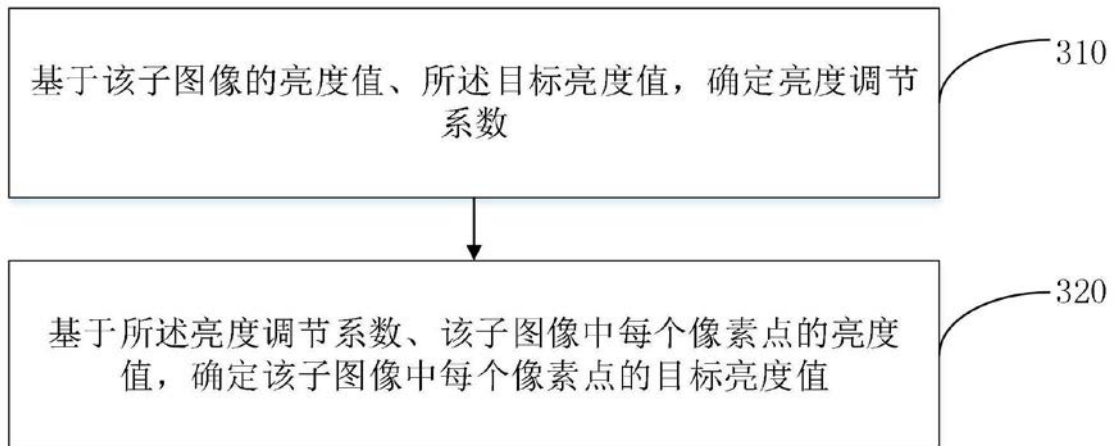 基于该子图像的亮度值、所述目标亮度值，确定亮度调节
系数
310
基于所述亮度调节系数、该子图像中每个像素点的亮度
值，确定该子图像中每个像素点的目标亮度值
320